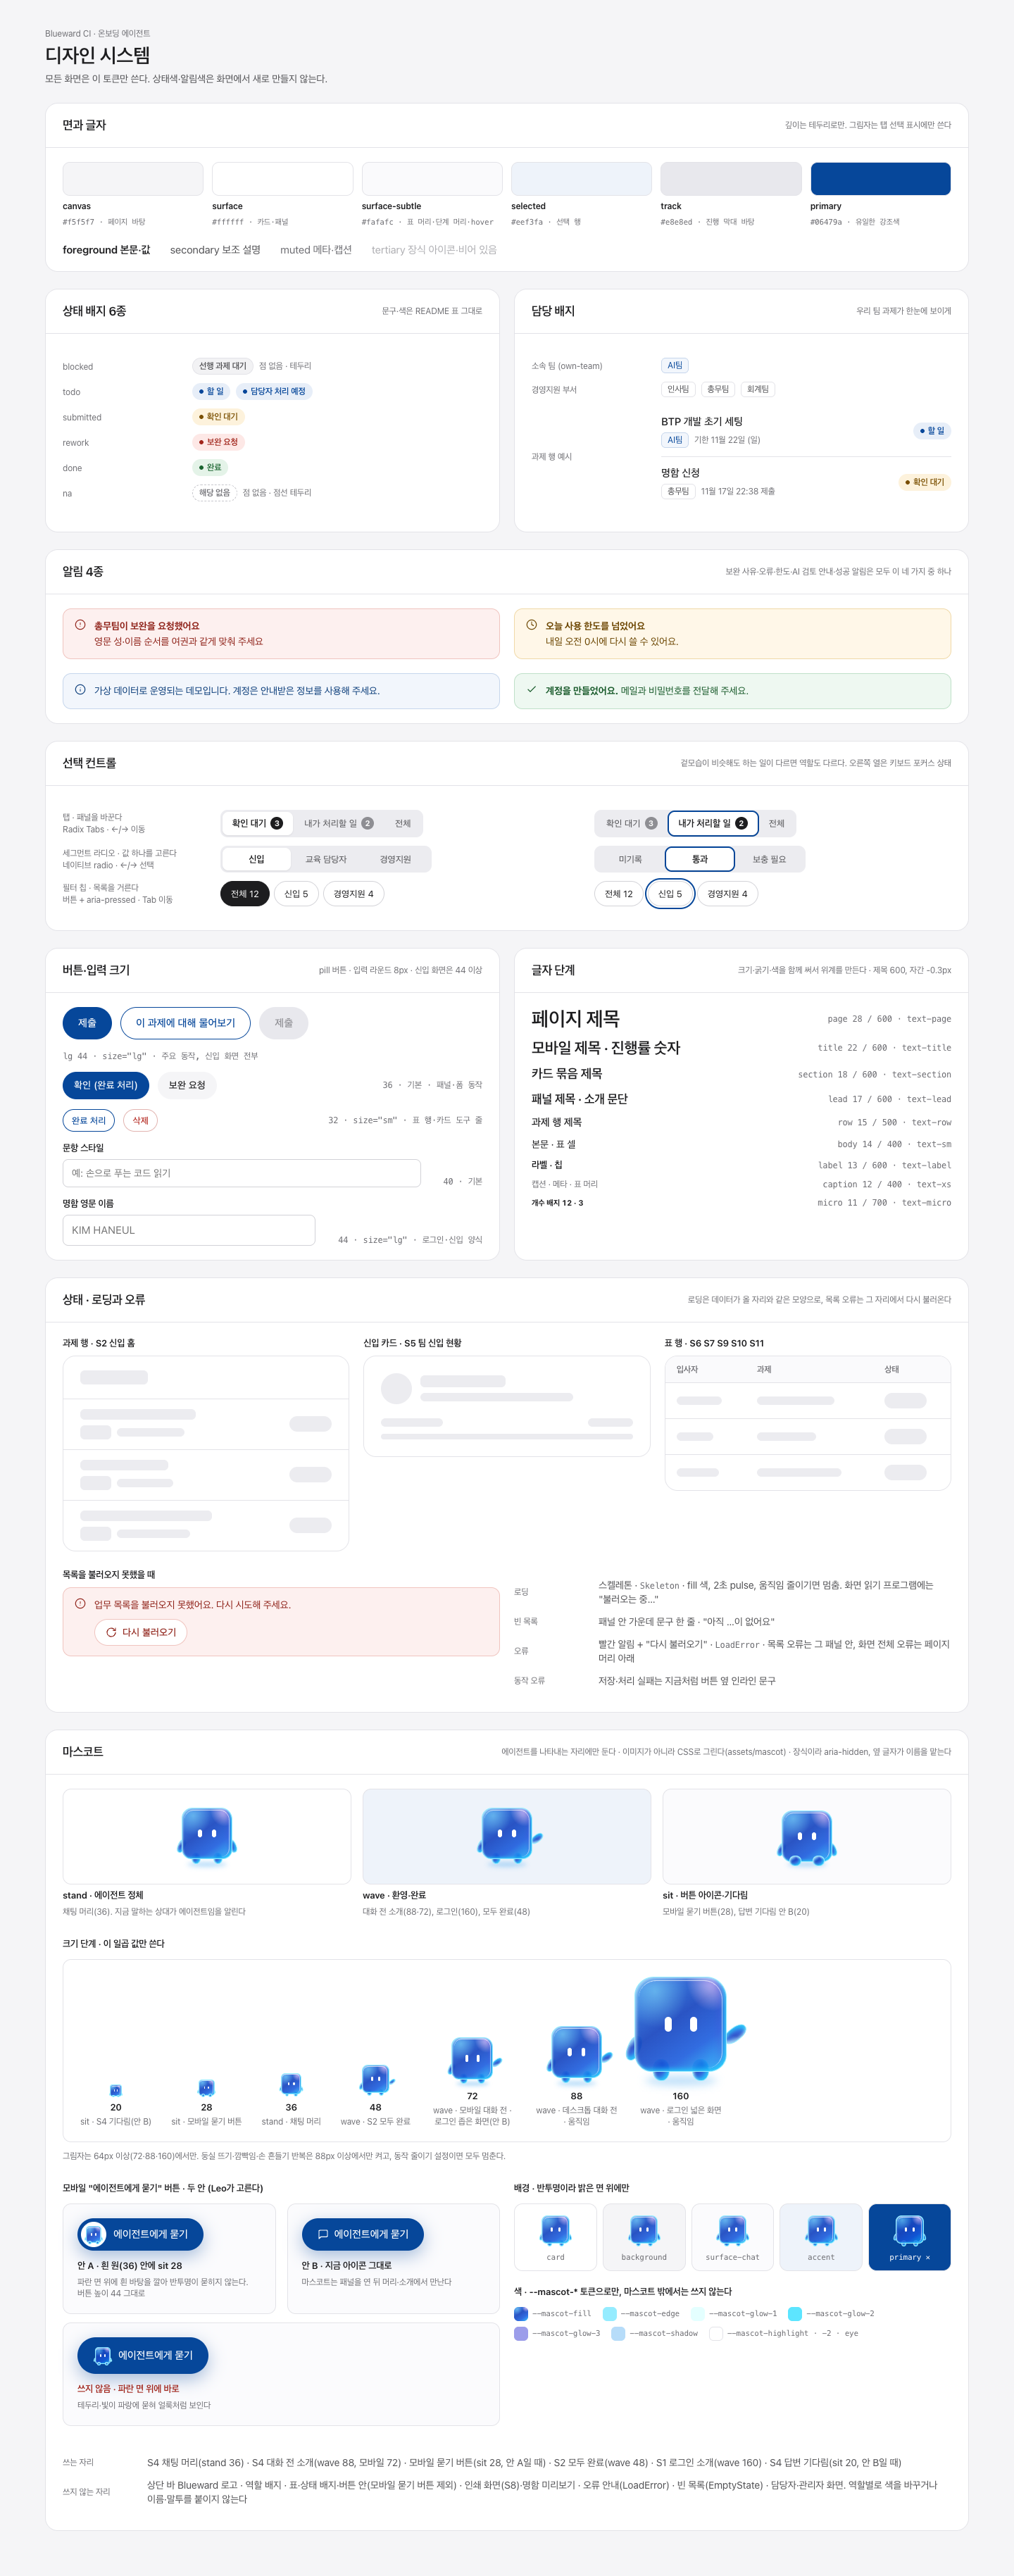 Blueward CI · 온보딩 에이전트
디자인 시스템
모든 화면은 이 토큰만 쓴다. 상태색·알림색은 화면에서 새로 만들지 않는다.
면과 글자
깊이는 테두리로만. 그림자는 탭 선택 표시에만 쓴다
canvas
#f5f5f7 · 페이지 바탕
surface
#ffffff · 카드·패널
surface-subtle
#fafafc · 표 머리·단계 머리·hover
selected
#eef3fa · 선택 행
track
#e8e8ed · 진행 막대 바탕
primary
#06479a · 유일한 강조색
foreground 본문·값
secondary 보조 설명
muted 메타·캡션
tertiary 장식 아이콘·비어 있음
상태 배지 6종
문구·색은 README 표 그대로
blocked
선행 과제 대기
점 없음 · 테두리
todo
할 일
담당자 처리 예정
submitted
확인 대기
rework
보완 요청
done
완료
na
해당 없음
점 없음 · 점선 테두리
담당 배지
우리 팀 과제가 한눈에 보이게
소속 팀 (own-team)
AI팀
경영지원 부서
인사팀
총무팀
회계팀
과제 행 예시
BTP 개발 초기 세팅
AI팀
기한 11월 22일 (일)
할 일
명함 신청
총무팀
11월 17일 22:38 제출
확인 대기
알림 4종
보완 사유·오류·한도·AI 검토 안내·성공 알림은 모두 이 네 가지 중 하나
총무팀이 보완을 요청했어요
영문 성·이름 순서를 여권과 같게 맞춰 주세요
오늘 사용 한도를 넘었어요
내일 오전 0시에 다시 쓸 수 있어요.
가상 데이터로 운영되는 데모입니다. 계정은 안내받은 정보를 사용해 주세요.
계정을 만들었어요. 메일과 비밀번호를 전달해 주세요.
선택 컨트롤
겉모습이 비슷해도 하는 일이 다르면 역할도 다르다. 오른쪽 열은 키보드 포커스 상태
탭 · 패널을 바꾼다
Radix Tabs · ←/→ 이동
확인 대기 3
내가 처리할 일 2
전체
확인 대기 3
내가 처리할 일 2
전체
세그먼트 라디오 · 값 하나를 고른다
네이티브 radio · ←/→ 선택
신입
교육 담당자
경영지원
미기록
통과
보충 필요
필터 칩 · 목록을 거른다
버튼 + aria-pressed · Tab 이동
전체 12
신입 5
경영지원 4
전체 12
신입 5
경영지원 4
버튼·입력 크기
pill 버튼 · 입력 라운드 8px · 신입 화면은 44 이상
제출
이 과제에 대해 물어보기
제출
lg 44 · size="lg" · 주요 동작, 신입 화면 전부
확인 (완료 처리)
보완 요청
36 · 기본 · 패널·폼 동작
완료 처리
삭제
32 · size="sm" · 표 행·카드 도구 줄
문항 스타일
예: 손으로 푸는 코드 읽기
40 · 기본
명함 영문 이름
KIM HANEUL
44 · size="lg" · 로그인·신입 양식
글자 단계
크기·굵기·색을 함께 써서 위계를 만든다 · 제목 600, 자간 -0.3px
페이지 제목
page 28 / 600 · text-page
모바일 제목 · 진행률 숫자
title 22 / 600 · text-title
카드 묶음 제목
section 18 / 600 · text-section
패널 제목 · 소개 문단
lead 17 / 600 · text-lead
과제 행 제목
row 15 / 500 · text-row
본문 · 표 셀
body 14 / 400 · text-sm
라벨 · 칩
label 13 / 600 · text-label
캡션 · 메타 · 표 머리
caption 12 / 400 · text-xs
개수 배지 12 · 3
micro 11 / 700 · text-micro
상태 · 로딩과 오류
로딩은 데이터가 올 자리와 같은 모양으로, 목록 오류는 그 자리에서 다시 불러온다
과제 행 · S2 신입 홈
신입 카드 · S5 팀 신입 현황
표 행 · S6 S7 S9 S10 S11
입사자
과제
상태
목록을 불러오지 못했을 때
업무 목록을 불러오지 못했어요. 다시 시도해 주세요.
다시 불러오기
로딩
스켈레톤 · Skeleton · fill 색, 2초 pulse, 움직임 줄이기면 멈춤. 화면 읽기 프로그램에는
"불러오는 중…"
빈 목록
패널 안 가운데 문구 한 줄 · "아직 …이 없어요"
오류
빨간 알림 + "다시 불러오기" · LoadError · 목록 오류는 그 패널 안, 화면 전체 오류는 페이지
머리 아래
동작 오류
저장·처리 실패는 지금처럼 버튼 옆 인라인 문구
마스코트
에이전트를 나타내는 자리에만 둔다 · 이미지가 아니라 CSS로 그린다(assets/mascot) · 장식이라 aria-hidden, 옆 글자가 이름을 맡는다
stand · 에이전트 정체
채팅 머리(36). 지금 말하는 상대가 에이전트임을 알린다
wave · 환영·완료
대화 전 소개(88·72), 로그인(160), 모두 완료(48)
sit · 버튼 아이콘·기다림
모바일 묻기 버튼(28), 답변 기다림 안 B(20)
크기 단계 · 이 일곱 값만 쓴다
20
sit · S4 기다림(안 B)
28
sit · 모바일 묻기 버튼
36
stand · 채팅 머리
48
wave · S2 모두 완료
72
wave · 모바일 대화 전 ·
로그인 좁은 화면(안 B)
88
wave · 데스크톱 대화 전
· 움직임
160
wave · 로그인 넓은 화면
· 움직임
그림자는 64px 이상(72·88·160)에서만. 둥실 뜨기·깜빡임·손 흔들기 반복은 88px 이상에서만 켜고, 동작 줄이기 설정이면 모두 멈춘다.
모바일 "에이전트에게 묻기" 버튼 · 두 안 (Leo가 고른다)
에이전트에게 묻기
안 A · 흰 원(36) 안에 sit 28
파란 면 위에 흰 바탕을 깔아 반투명이 묻히지 않는다.
버튼 높이 44 그대로
에이전트에게 묻기
안 B · 지금 아이콘 그대로
마스코트는 패널을 연 뒤 머리·소개에서 만난다
에이전트에게 묻기
쓰지 않음 · 파란 면 위에 바로
테두리·빛이 파랑에 묻혀 얼룩처럼 보인다
배경 · 반투명이라 밝은 면 위에만
card
background
surface-chat
accent
primary ×
색 · --mascot-* 토큰으로만, 마스코트 밖에서는 쓰지 않는다
--mascot-fill
--mascot-edge
--mascot-glow-1
--mascot-glow-2
--mascot-glow-3
--mascot-shadow
--mascot-highlight · -2 · eye
쓰는 자리
S4 채팅 머리(stand 36) · S4 대화 전 소개(wave 88, 모바일 72) · 모바일 묻기 버튼(sit 28, 안 A일 때) · S2 모두 완료(wave 48) · S1 로그인 소개(wave 160) · S4 답변 기다림(sit 20, 안 B일 때)
쓰지 않는 자리
상단 바 Blueward 로고 · 역할 배지 · 표·상태 배지·버튼 안(모바일 묻기 버튼 제외) · 인쇄 화면(S8)·명함 미리보기 · 오류 안내(LoadError) · 빈 목록(EmptyState) · 담당자·관리자 화면. 역할별로 색을 바꾸거나
이름·말투를 붙이지 않는다